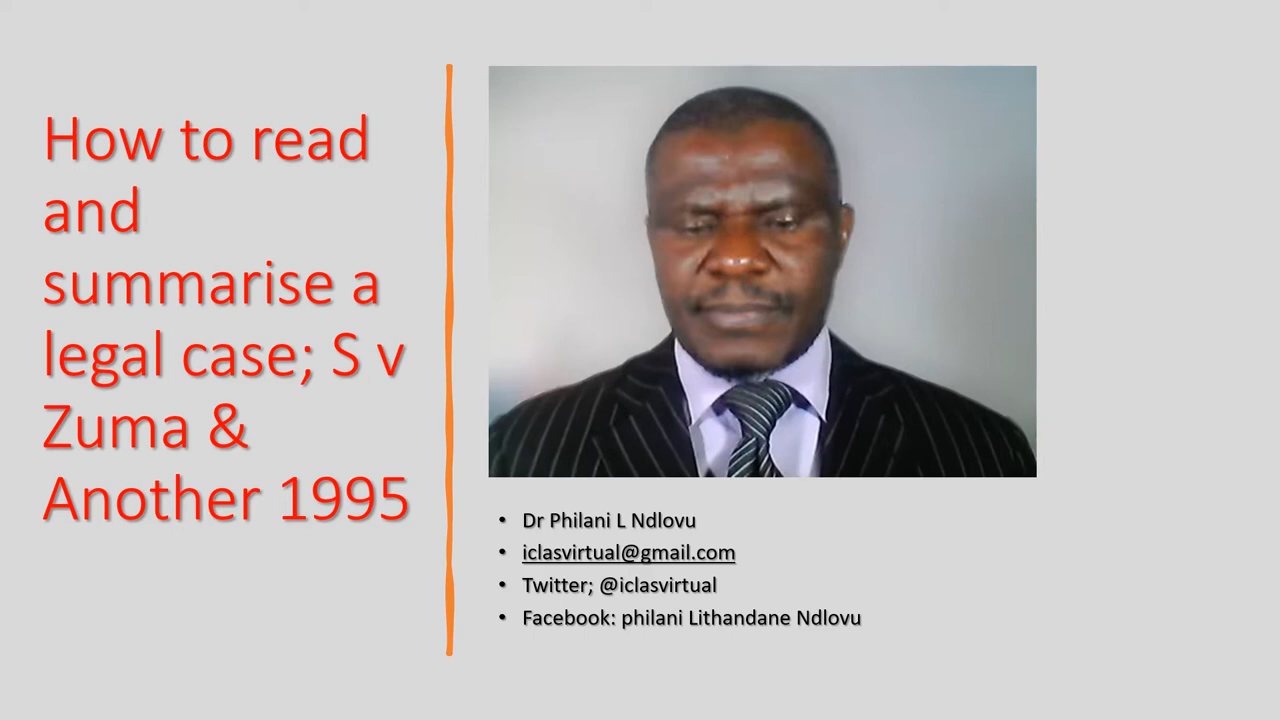 How to read
and
summarise a
legal case; S v
Zuma &
Another 1995
• Dr Philani L Ndlovu
• iclasvirtual@gmail.com
• Twitter; @iclasvirtual
• Facebook: philani Lithandane Ndlovu